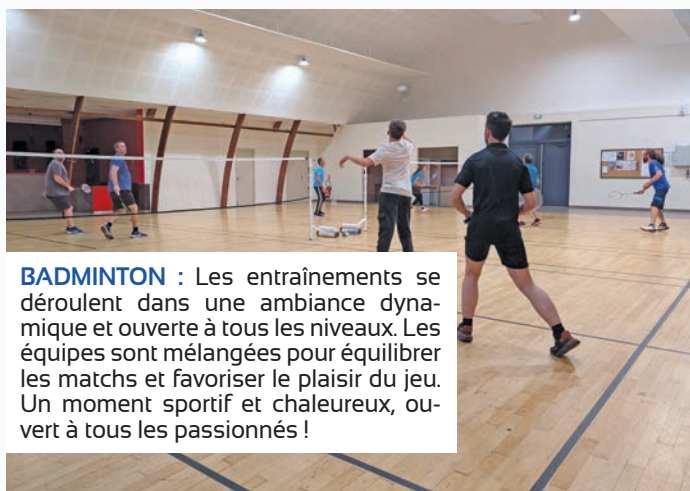 BADMINTON : Les entraînements se
déroulent dans une ambiance dyna-
mique et ouverte à tous les niveaux. Les
équipes sont mélangées pour équilibrer
les matchs et favoriser le plaisir du jeu.
Un moment sportif et chaleureux, ou-
vert à tous les passionnés !